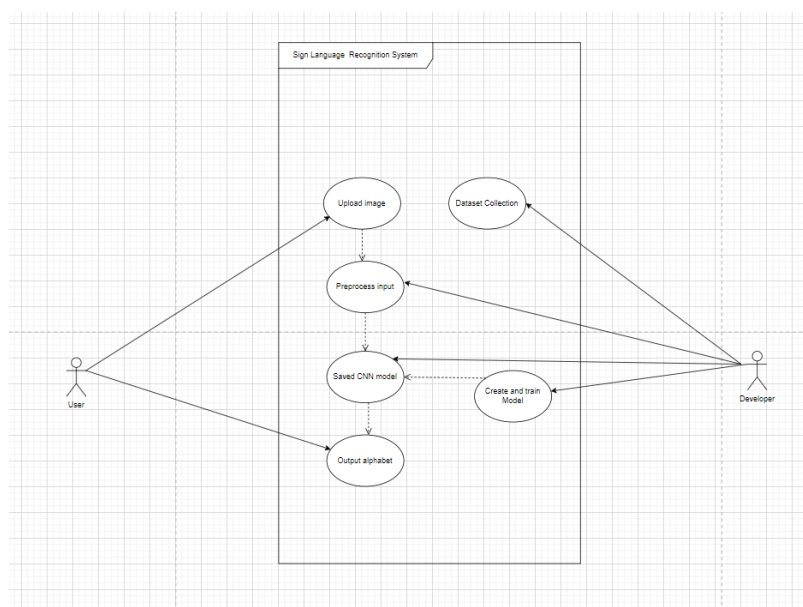 Sign Language Recognition System
Upload image
Dataset Collection
Preprocess input
Saved CNN model
Create and train
Model
User
Developer
Output alphabet